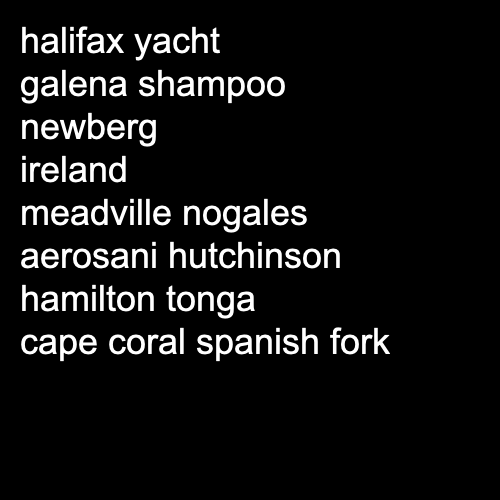 halifax yacht
galena shampoo
newberg
ireland
meadville nogales
aerosani hutchinson
hamilton tonga
cape coral spanish fork